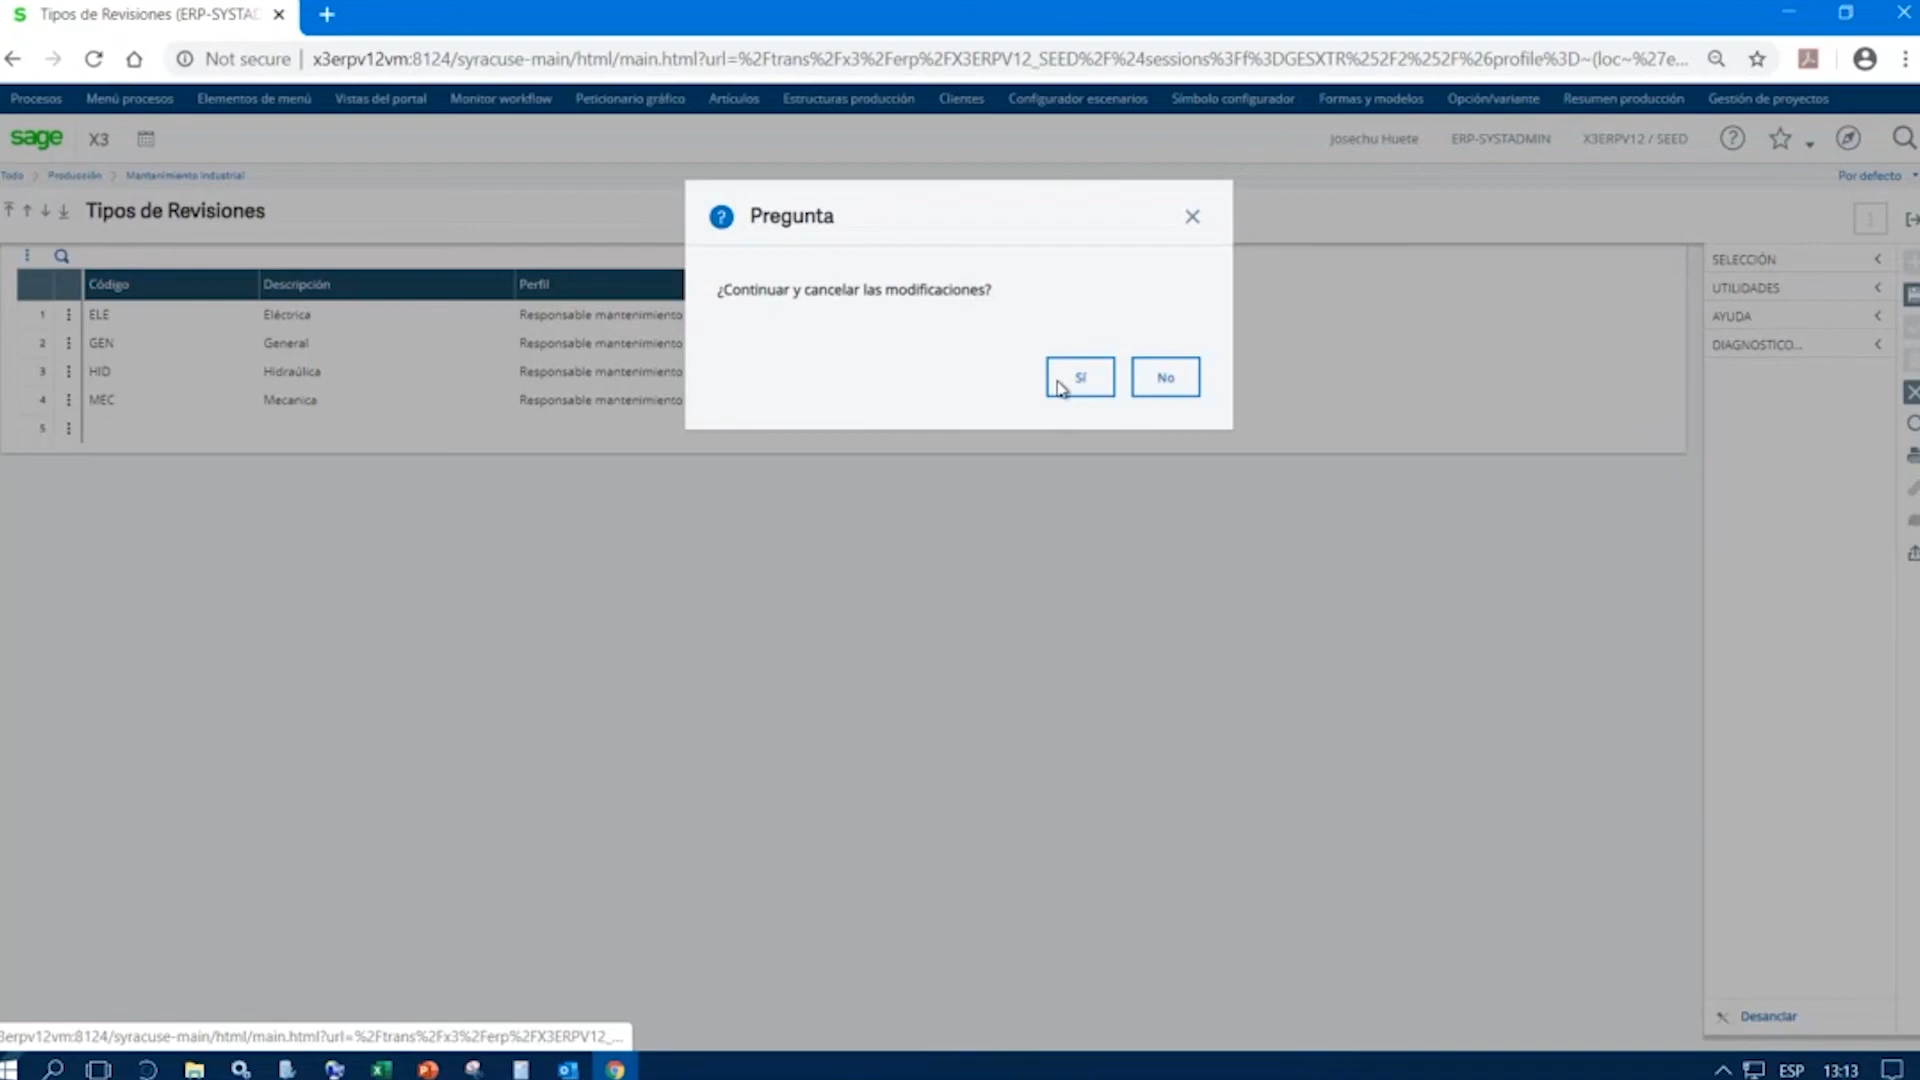 Tipos de Revisiones (ERP-SYSTAD
Not secure | x3erpv12vm:8124/syracuse-main/html/main.html?url=%2Ftrans%2Fx3%2Ferp%2FX3ERPV12_SEED%2F%24sessions%3Ff%3DGESXTR%252F2%252F%26profile%3D~(loc~%27e...
Procesos Menú procesos Elementos de menú Vistas del portal Monitor workflow Peticionario gráfico Artículos Estructuras producción Clientes Configurador escenarios Símbolo configurador Formas y modelos Opción/variante Resumen producción Gestión de proyectos
sage X3 Josechu Huete ERP-SYSTADMIN X3ERPV12 / SEED
Todo > Producción > Mantenimiento Industrial Por defecto
Tipos de Revisiones
Pregunta
¿Continuar y cancelar las modificaciones?
Sí No
Código Descripción Perfil
1 ELE Eléctrica Responsable mantenimiento
2 GEN General Responsable mantenimiento
3 HID Hidraúlica Responsable mantenimiento
4 MEC Mecanica Responsable mantenimiento
5
SELECCIÓN
UTILIDADES
AYUDA
DIAGNOSTICO...
Desanclar
3erpv12vm:8124/syracuse-main/html/main.html?url=%2Ftrans%2Fx3%2Ferp%2FX3ERPV12_...
ESP 13:13